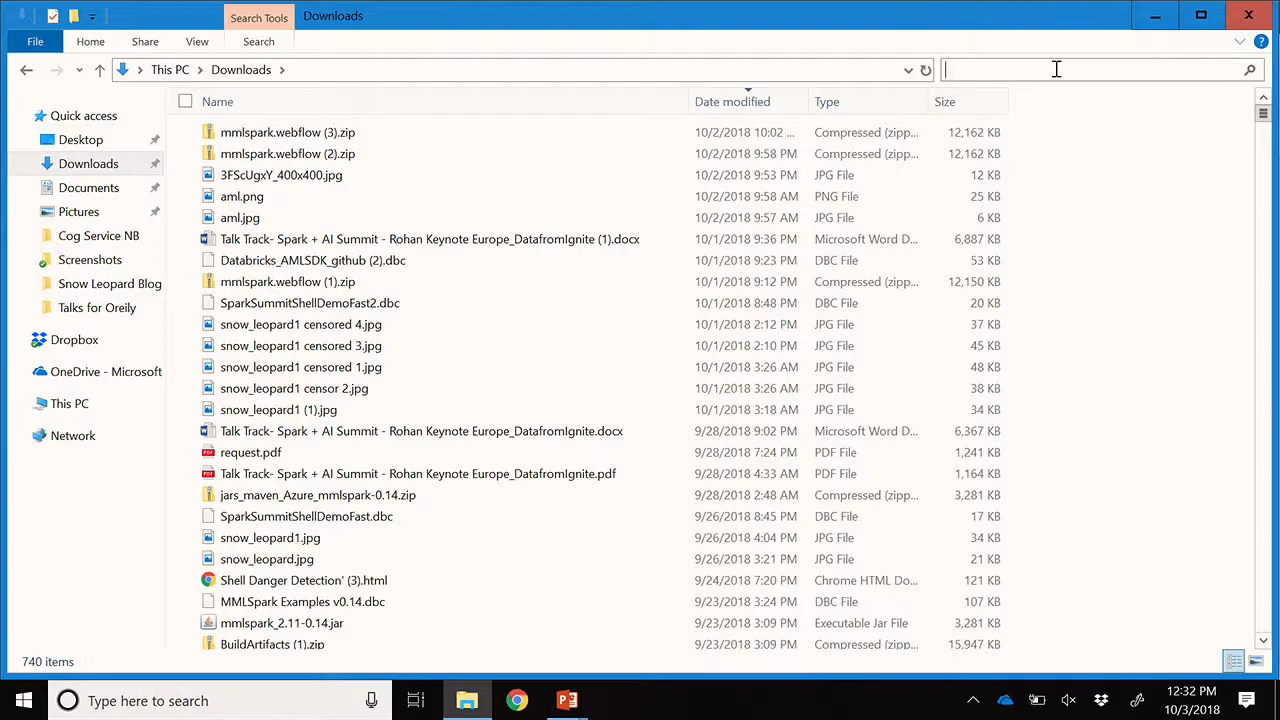 Search Tools Downloads
File Home Share View Search
This PC Downloads
Name Date modified Type Size
Quick access
Desktop
Downloads
Documents
Pictures
Cog Service NB
Screenshots
Snow Leopard Blog
Talks for Oreily
Dropbox
OneDrive - Microsoft
This PC
Network
mmlspark.webflow (3).zip 10/2/2018 10:02 ... Compressed (zipp... 12,162 KB
mmlspark.webflow (2).zip 10/2/2018 9:58 PM Compressed (zipp... 12,162 KB
3FScUgxY_400x400.jpg 10/2/2018 9:53 PM JPG File 12 KB
aml.png 10/2/2018 9:58 AM PNG File 25 KB
aml.jpg 10/2/2018 9:57 AM JPG File 6 KB
Talk Track- Spark + AI Summit - Rohan Keynote Europe_DatafromIgnite (1).docx 10/1/2018 9:36 PM Microsoft Word D... 6,887 KB
Databricks_AMLSDK_github (2).dbc 10/1/2018 9:23 PM DBC File 53 KB
mmlspark.webflow (1).zip 10/1/2018 9:12 PM Compressed (zipp... 12,150 KB
SparkSummitShellDemoFast2.dbc 10/1/2018 8:48 PM DBC File 20 KB
snow_leopard1 censored 4.jpg 10/1/2018 2:12 PM JPG File 37 KB
snow_leopard1 censored 3.jpg 10/1/2018 2:10 PM JPG File 45 KB
snow_leopard1 censored 1.jpg 10/1/2018 3:26 AM JPG File 48 KB
snow_leopard1 censor 2.jpg 10/1/2018 3:26 AM JPG File 38 KB
snow_leopard1 (1).jpg 10/1/2018 3:18 AM JPG File 34 KB
Talk Track- Spark + AI Summit - Rohan Keynote Europe_DatafromIgnite.docx 9/28/2018 9:02 PM Microsoft Word D... 6,367 KB
request.pdf 9/28/2018 7:24 PM PDF File 1,241 KB
Talk Track- Spark + AI Summit - Rohan Keynote Europe_DatafromIgnite.pdf 9/28/2018 4:33 AM PDF File 1,164 KB
jars_maven_Azure_mmlspark-0.14.zip 9/28/2018 2:48 AM Compressed (zipp... 3,281 KB
SparkSummitShellDemoFast.dbc 9/26/2018 8:45 PM DBC File 17 KB
snow_leopard1.jpg 9/26/2018 4:04 PM JPG File 34 KB
snow_leopard.jpg 9/26/2018 3:21 PM JPG File 21 KB
Shell Danger Detection' (3).html 9/24/2018 7:20 PM Chrome HTML Do... 121 KB
MMLSpark Examples v0.14.dbc 9/23/2018 3:24 PM DBC File 107 KB
mmlspark_2.11-0.14.jar 9/23/2018 3:09 PM Executable Jar File 3,281 KB
BuildArtifacts (1).zip 9/23/2018 3:09 PM Compressed (zipp... 15,947 KB
740 items
Type here to search
12:32 PM
10/3/2018